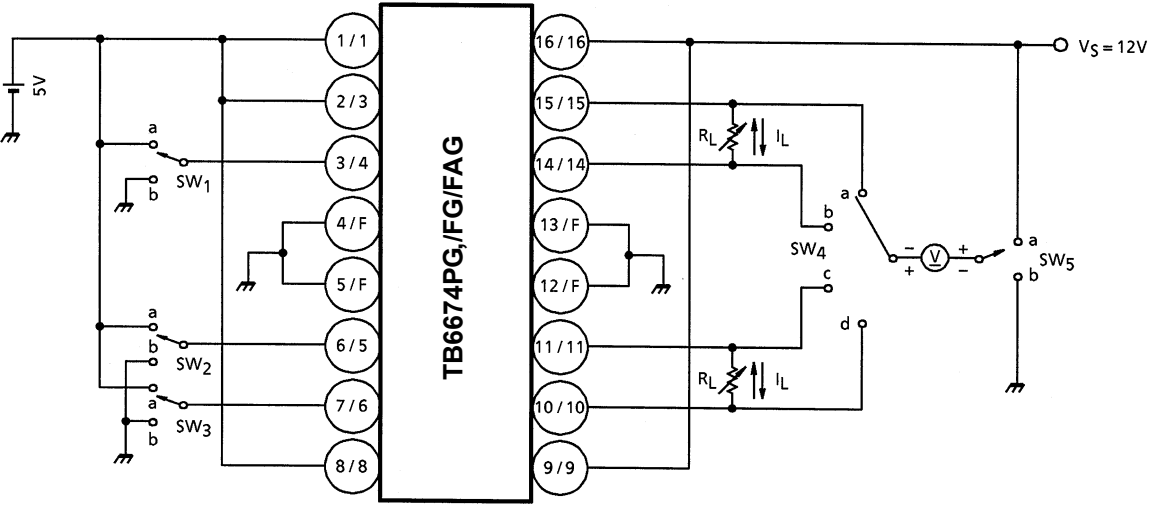 5V
1/1
2/3
3/4
4/F
5/F
6/5
7/6
8/8
a
b
SW1
a
b
SW2
a
b
SW3
TB6674PG,/FG/FAG
16/16
15/15
14/14
13/F
12/F
11/11
10/10
9/9
VS=12V
RL
IL
RL
IL
a
b
SW4
c
d
− +
V
+ −
a
SW5
b